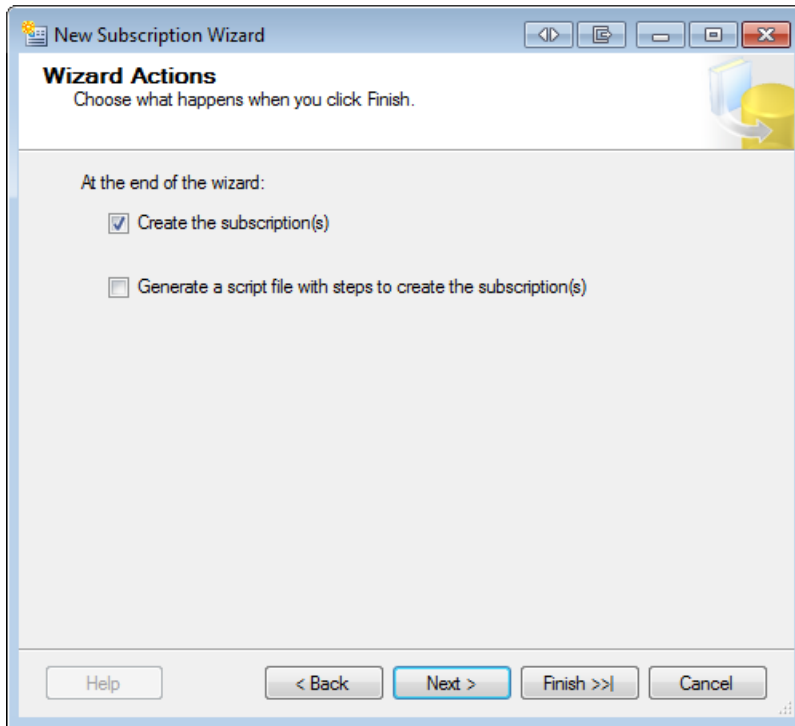 New Subscription Wizard
Wizard Actions
Choose what happens when you click Finish.
At the end of the wizard:
Create the subscription(s)
Generate a script file with steps to create the subscription(s)
Help
< Back
Next >
Finish >>|
Cancel